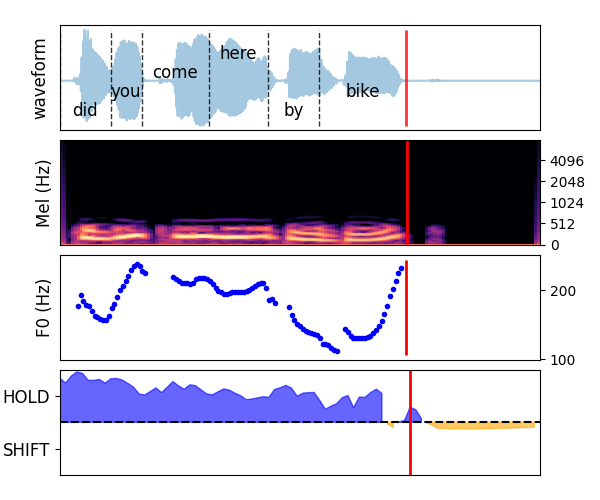 waveform
did you come here by bike
Mel (Hz)
4096
2048
1024
512
0
F0 (Hz)
200
100
HOLD
SHIFT